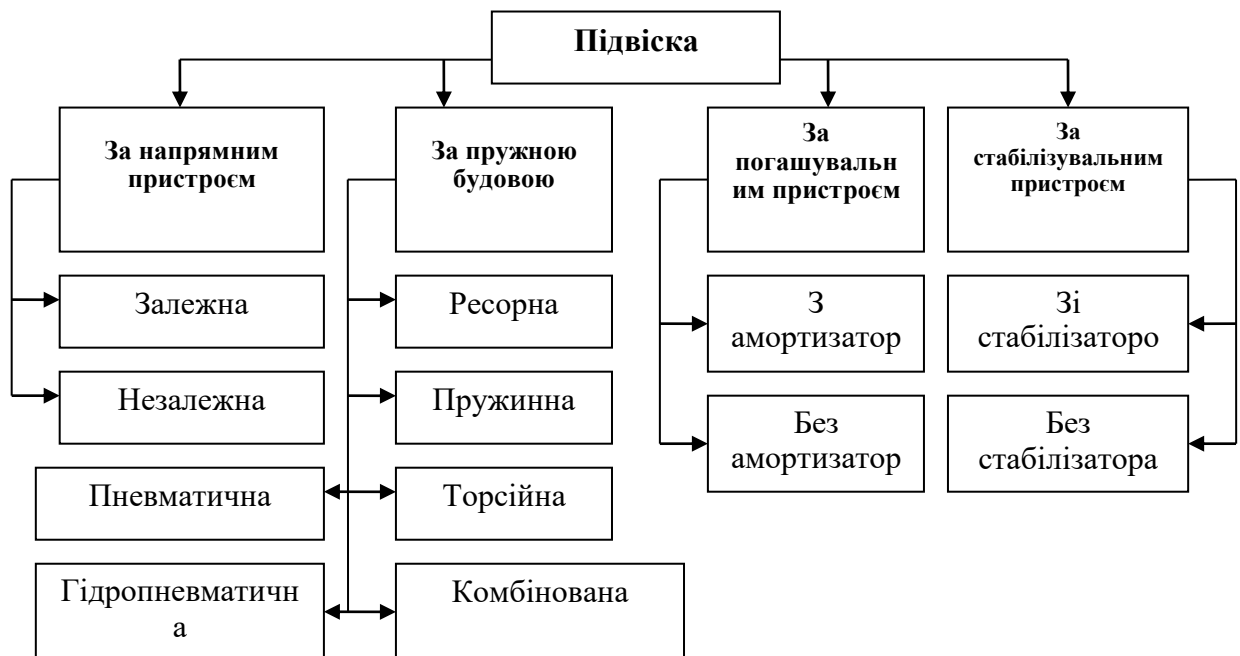 Підвіска
За напрямним
пристроєм
За пружною
будовою
За
погашувальн
им пристроєм
За
стабілізувальним
пристроєм
Залежна
Ресорна
З
амортизатор
Зі
стабілізаторо
Незалежна
Пружинна
Без
амортизатор
Без
стабілізатора
Пневматична
Торсійна
Гідропневматичн
а
Комбінована